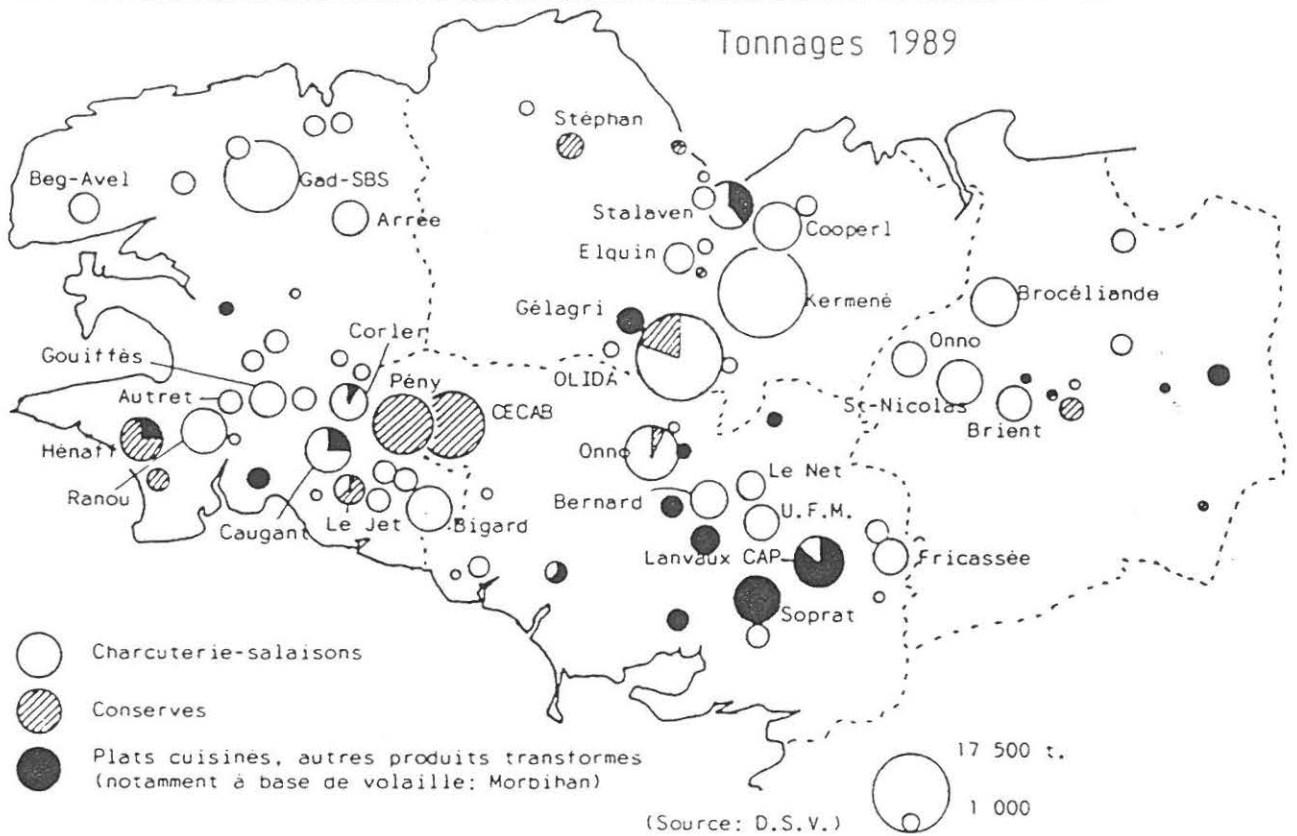 Tonnages 1989
Stéphan
Beg-Avel
Gad-SBS
Arrée
Stalaven
Cooperl
Elquin
Kermené
Brocéliande
Gélagri
Corler
Onno
Gouiffès
OLIDA
Pény
Autret
CECAB
St-Nicolas
Brient
Hénaff
Onno
Ranou
Le Net
Bernard
U.F.M.
Caugant
Le Jet
Bigard
Lanvaux CAP
Fricassée
Soprat
Charcuterie-salaisons
Conserves
Plats cuisinés, autres produits transformes
(notamment à base de volaille: Morbihan)
17 500 t.
1 000
(Source: D.S.V.)